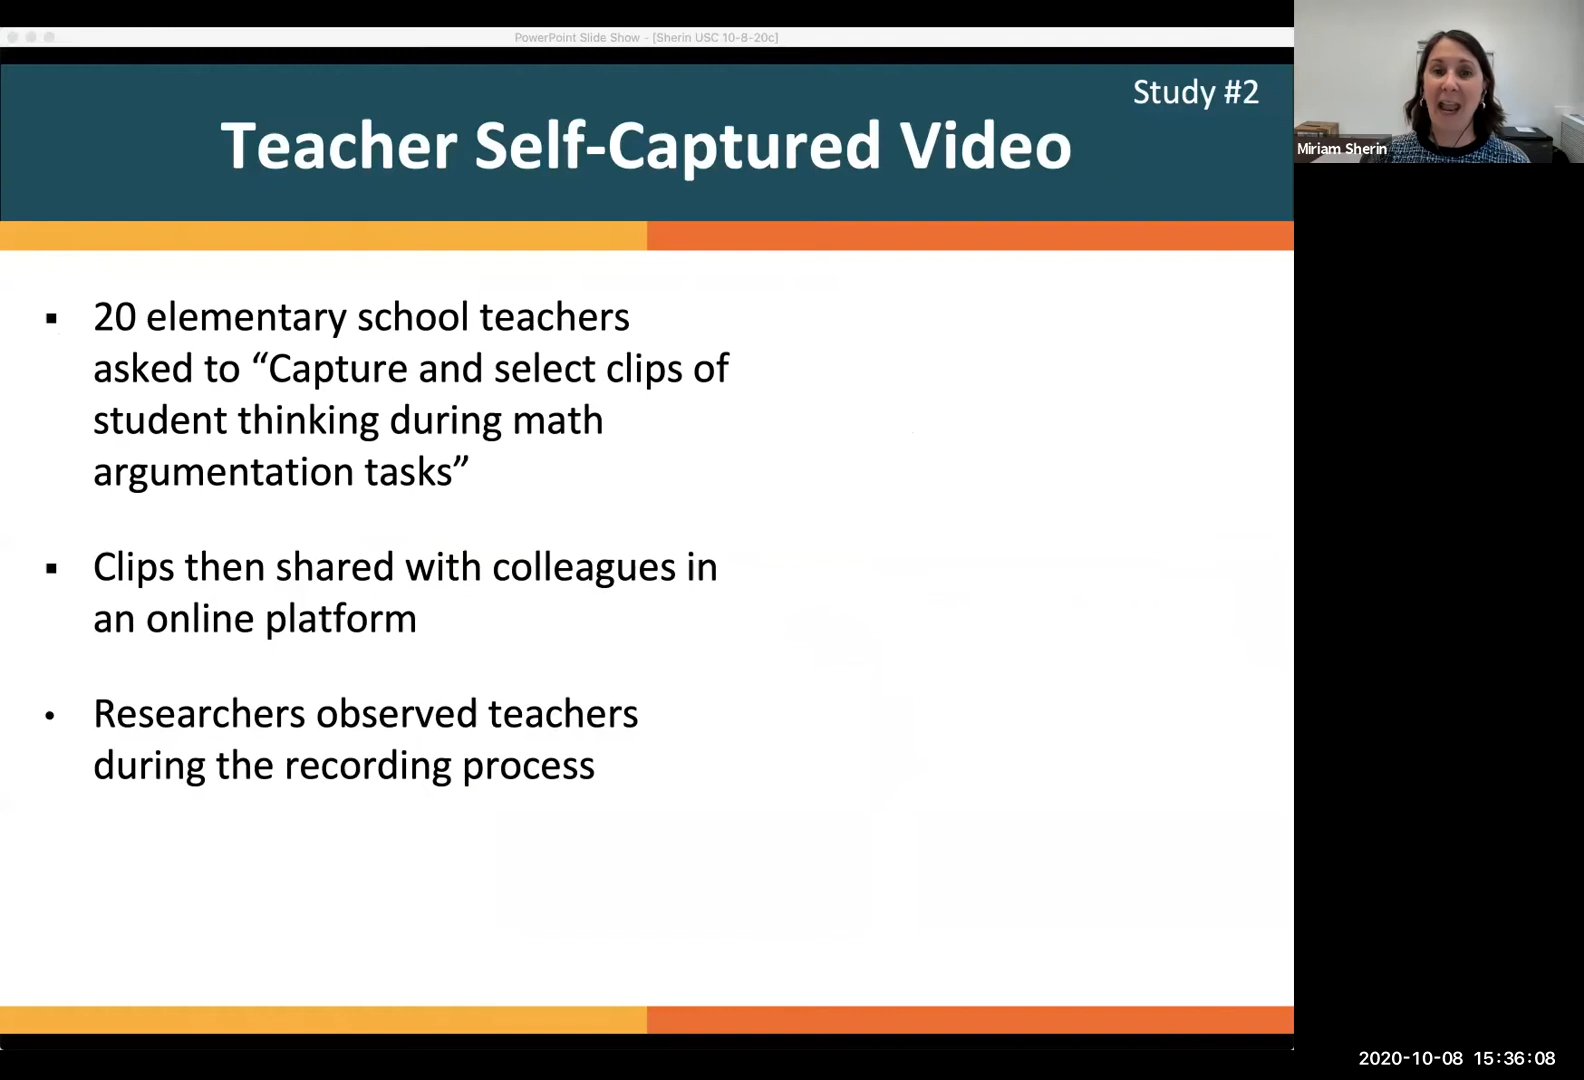 PowerPoint Slide Show - [Sherin USC 10-8-20c]
Study #2
Teacher Self-Captured Video
Miriam Sherin
▪ 20 elementary school teachers
asked to “Capture and select clips of
student thinking during math
argumentation tasks”
▪ Clips then shared with colleagues in
an online platform
• Researchers observed teachers
during the recording process
2020-10-08 15:36:08